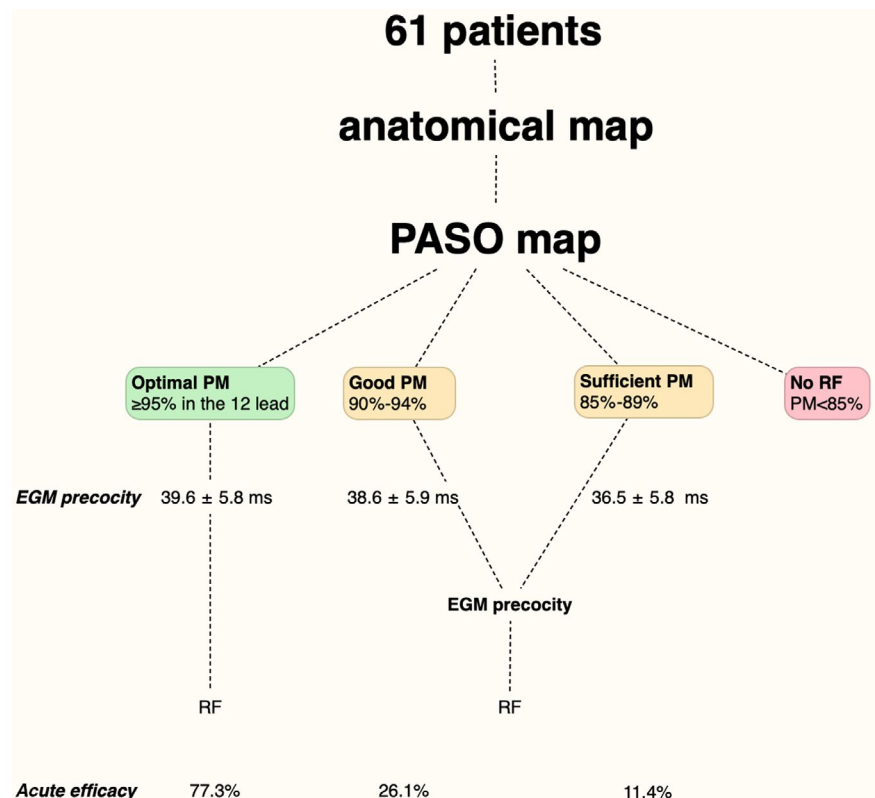 61 patients
anatomical map
PASO map
Optimal PM
≥95% in the 12 lead
Good PM
90%-94%
Sufficient PM
85%-89%
No RF
PM<85%
EGM precocity 39.6 ± 5.8 ms 38.6 ± 5.9 ms 36.5 ± 5.8 ms
EGM precocity
RF RF
Acute efficacy 77.3% 26.1% 11.4%